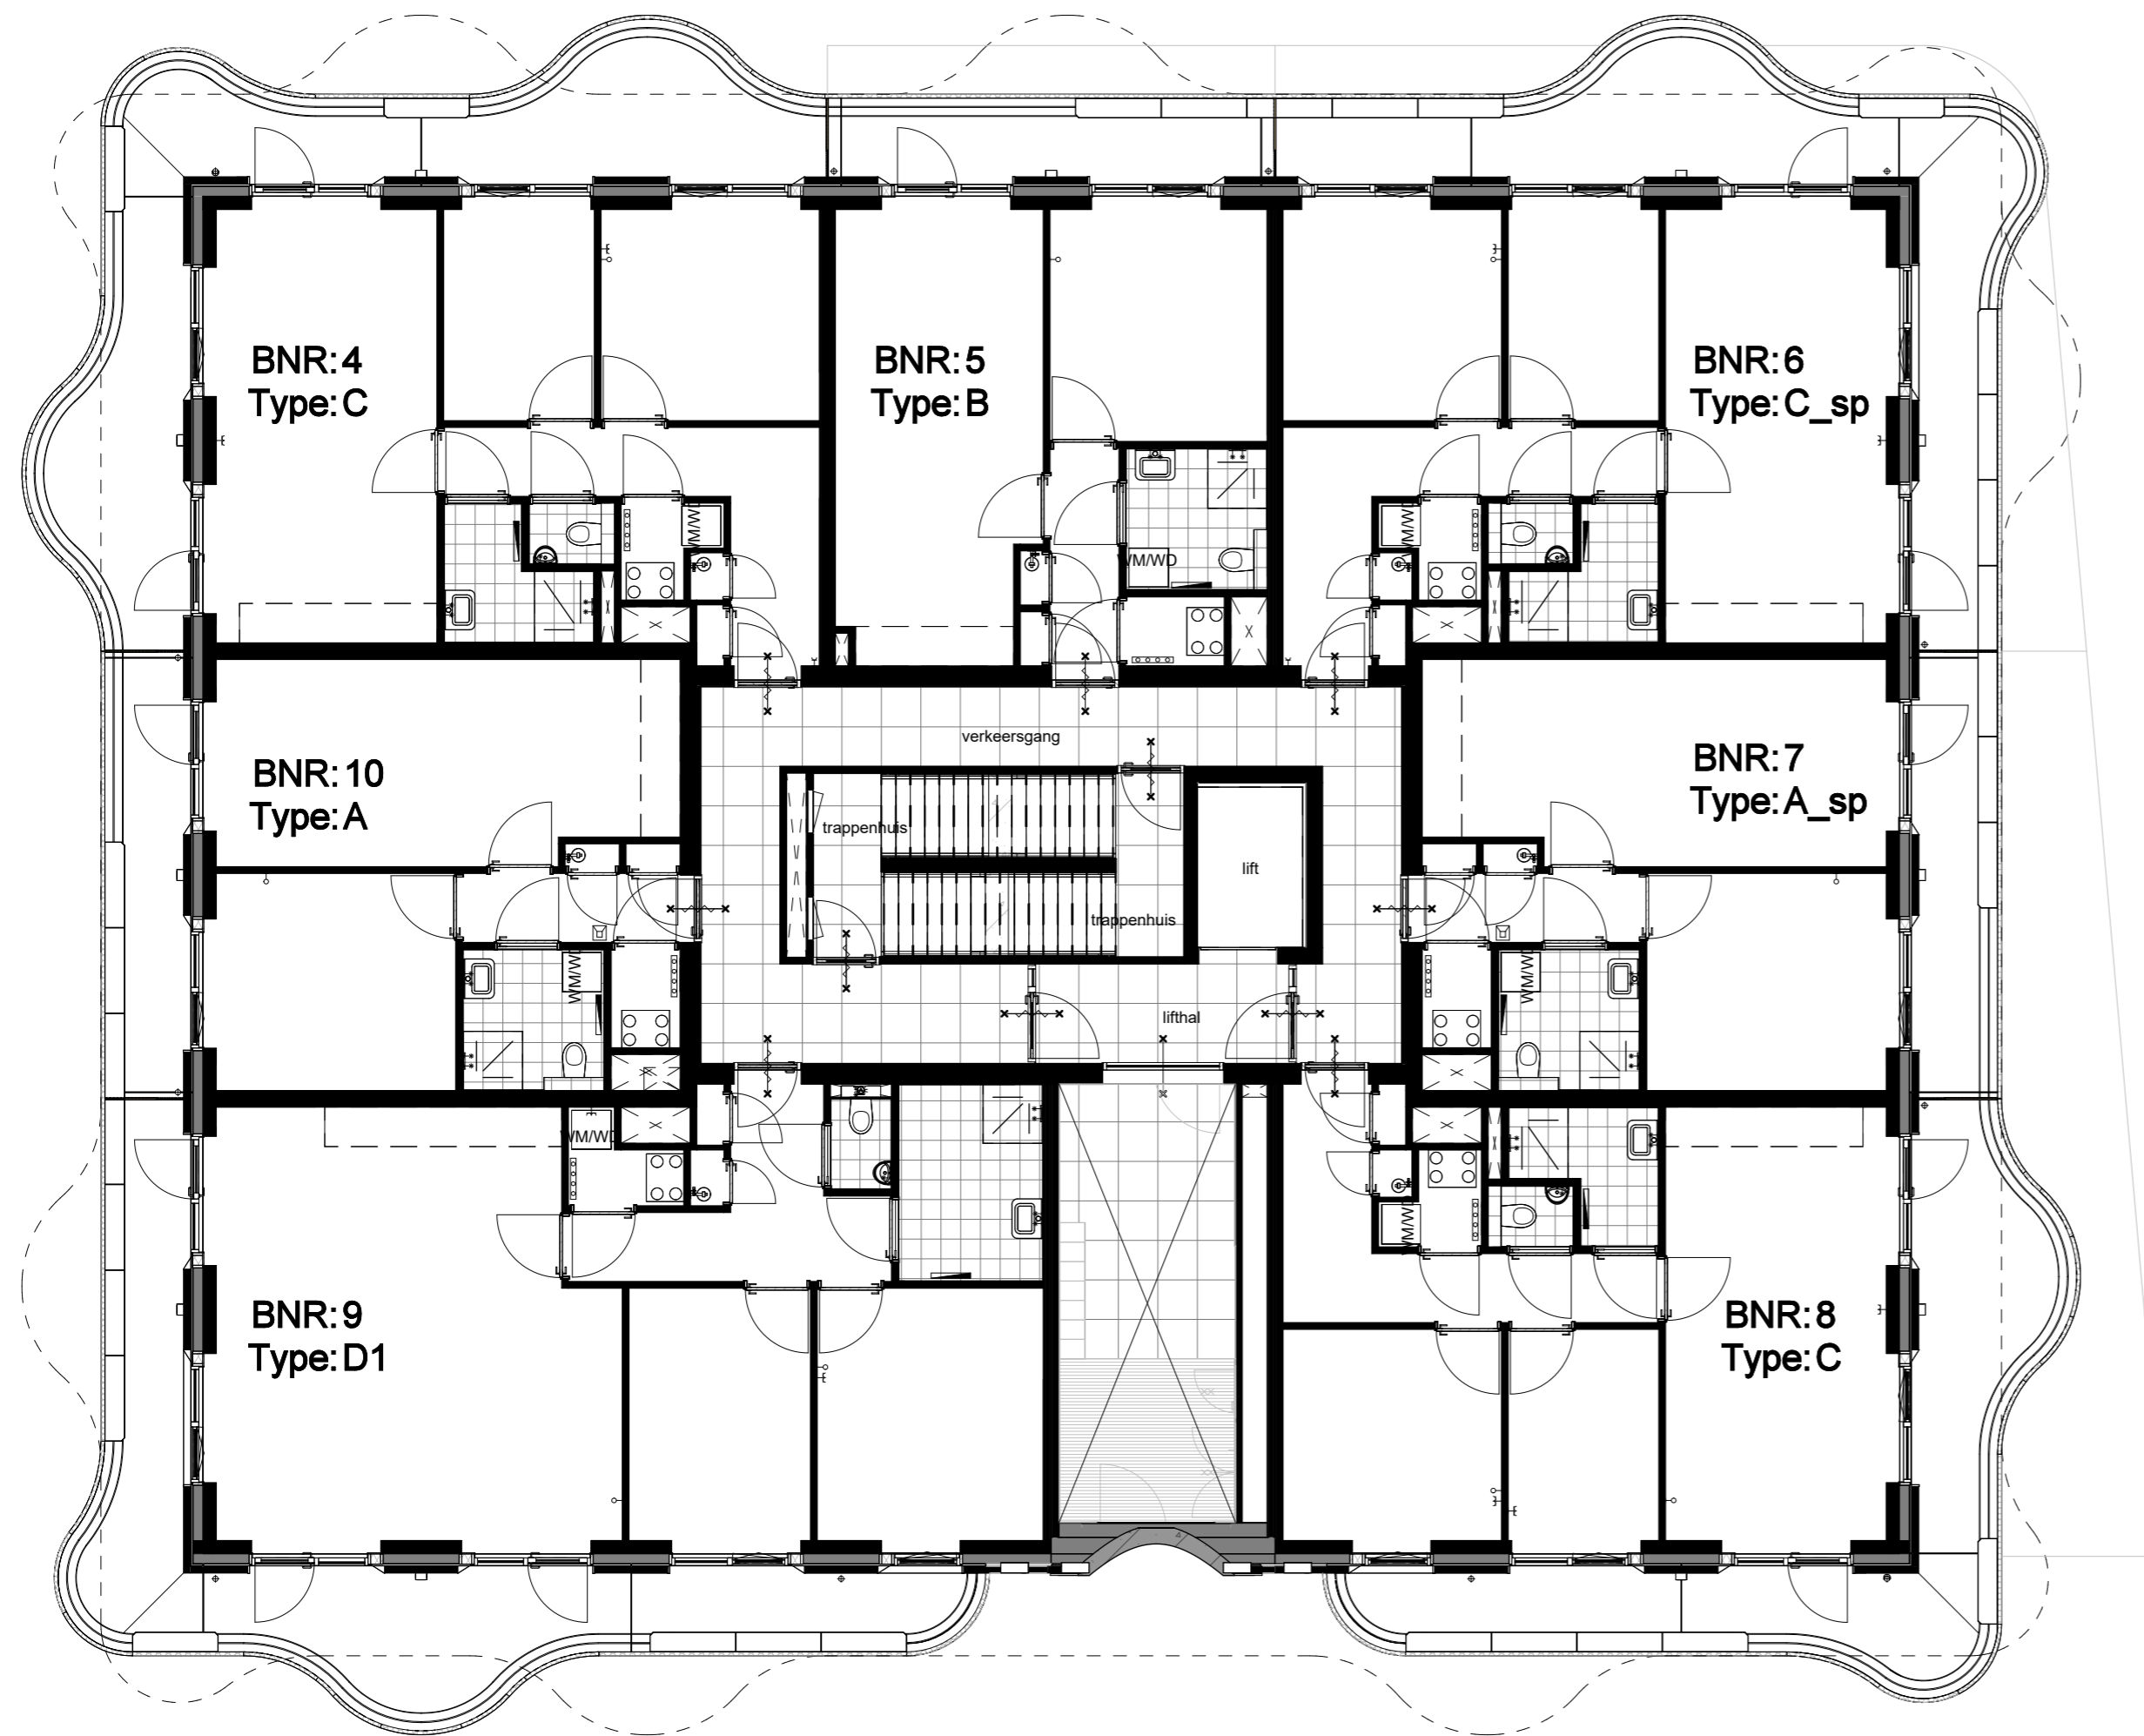 BNR: 4
Type: C
BNR: 5
Type: B
BNR: 6
Type: C_sp
WM/WD
WM/WD
WM/WD
verkeersgang
BNR: 10
Type: A
BNR: 7
Type: A_sp
trappenhuis
lift
trappenhuis
WM/WD
WM/WD
lifthal
WM/WD
WM/WD
BNR: 9
Type: D1
BNR: 8
Type: C